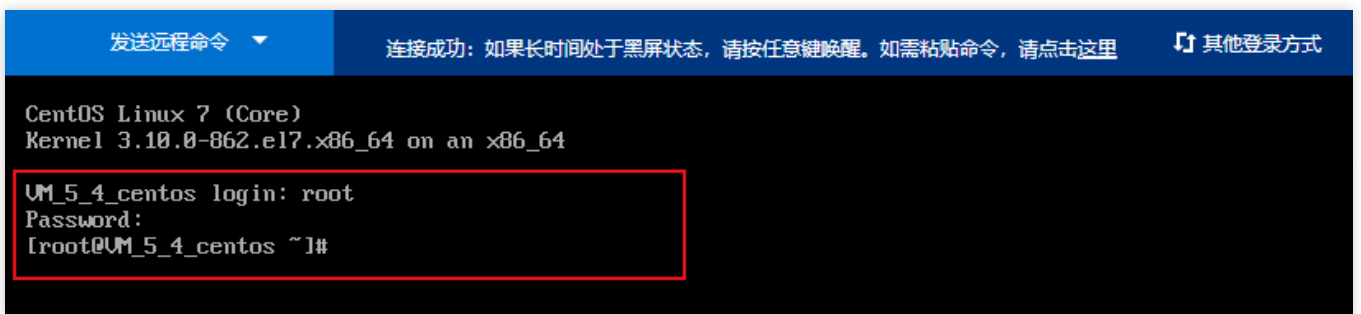 发送远程命令
连接成功：如果长时间处于黑屏状态，请按任意键唤醒。如需粘贴命令，请点击这里
其他登录方式
CentOS Linux 7 (Core)
Kernel 3.10.0-862.el7.x86_64 on an x86_64
VM_5_4_centos login: root
Password:
[root@VM_5_4_centos ~]#